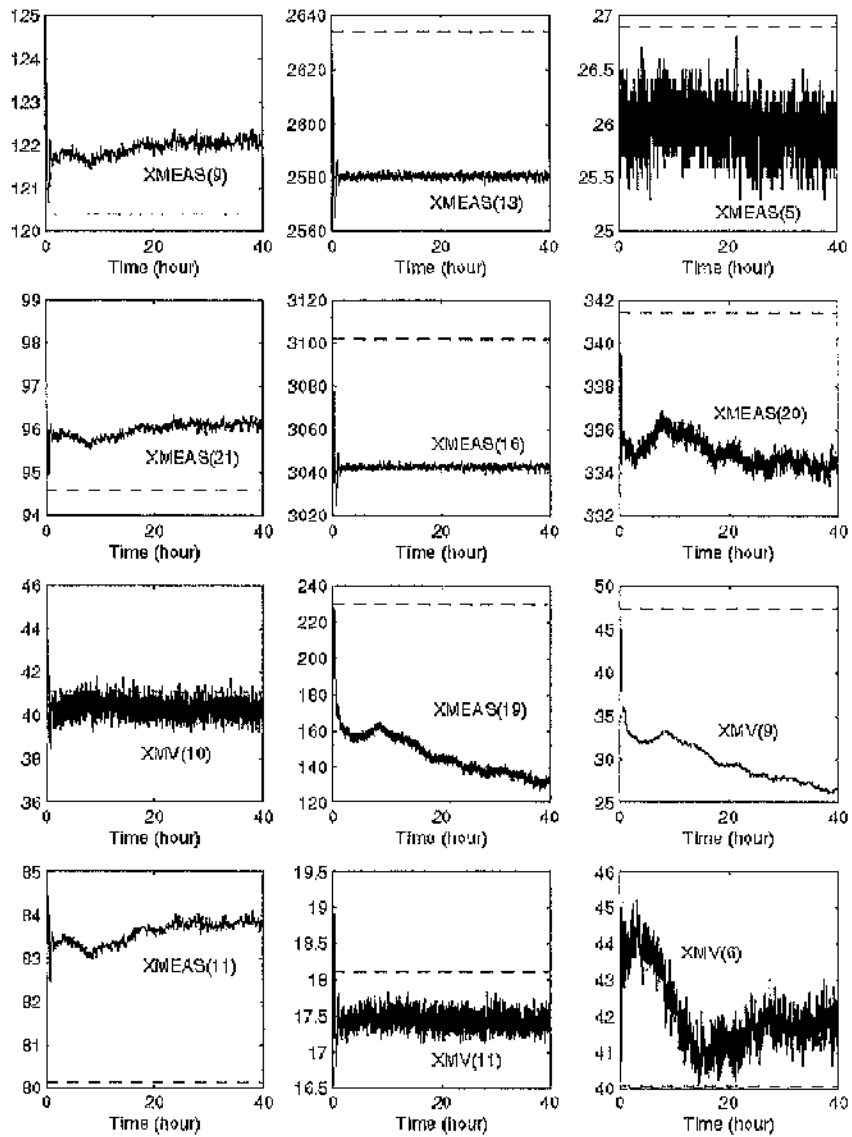 125
124
123
122
121
120
XMEAS(9)
0 20 40
Time (hour)
2640
2620
2600
2580
2560
XMEAS(13)
0 20 40
Time (hour)
27
26.5
26
25.5
25
XMEAS(5)
0 20 40
Time (hour)
99
98
97
96
95
94
XMEAS(21)
0 20 40
Time (hour)
3120
3100
3080
3060
3040
3020
XMEAS(16)
0 20 40
Time (hour)
342
340
338
336
334
332
XMEAS(20)
0 20 40
Time (hour)
46
44
42
40
38
36
XMV(10)
0 20 40
Time (hour)
240
220
200
180
160
140
120
XMEAS(19)
0 20 40
Time (hour)
50
45
40
35
30
25
XMV(9)
0 20 40
Time (hour)
85
84
83
82
81
80
XMEAS(11)
0 20 40
Time (hour)
19.5
19
18.5
18
17.5
17
16.5
XMV(11)
0 20 40
Time (hour)
46
45
44
43
42
41
40
XMV(6)
0 20 40
Time (hour)